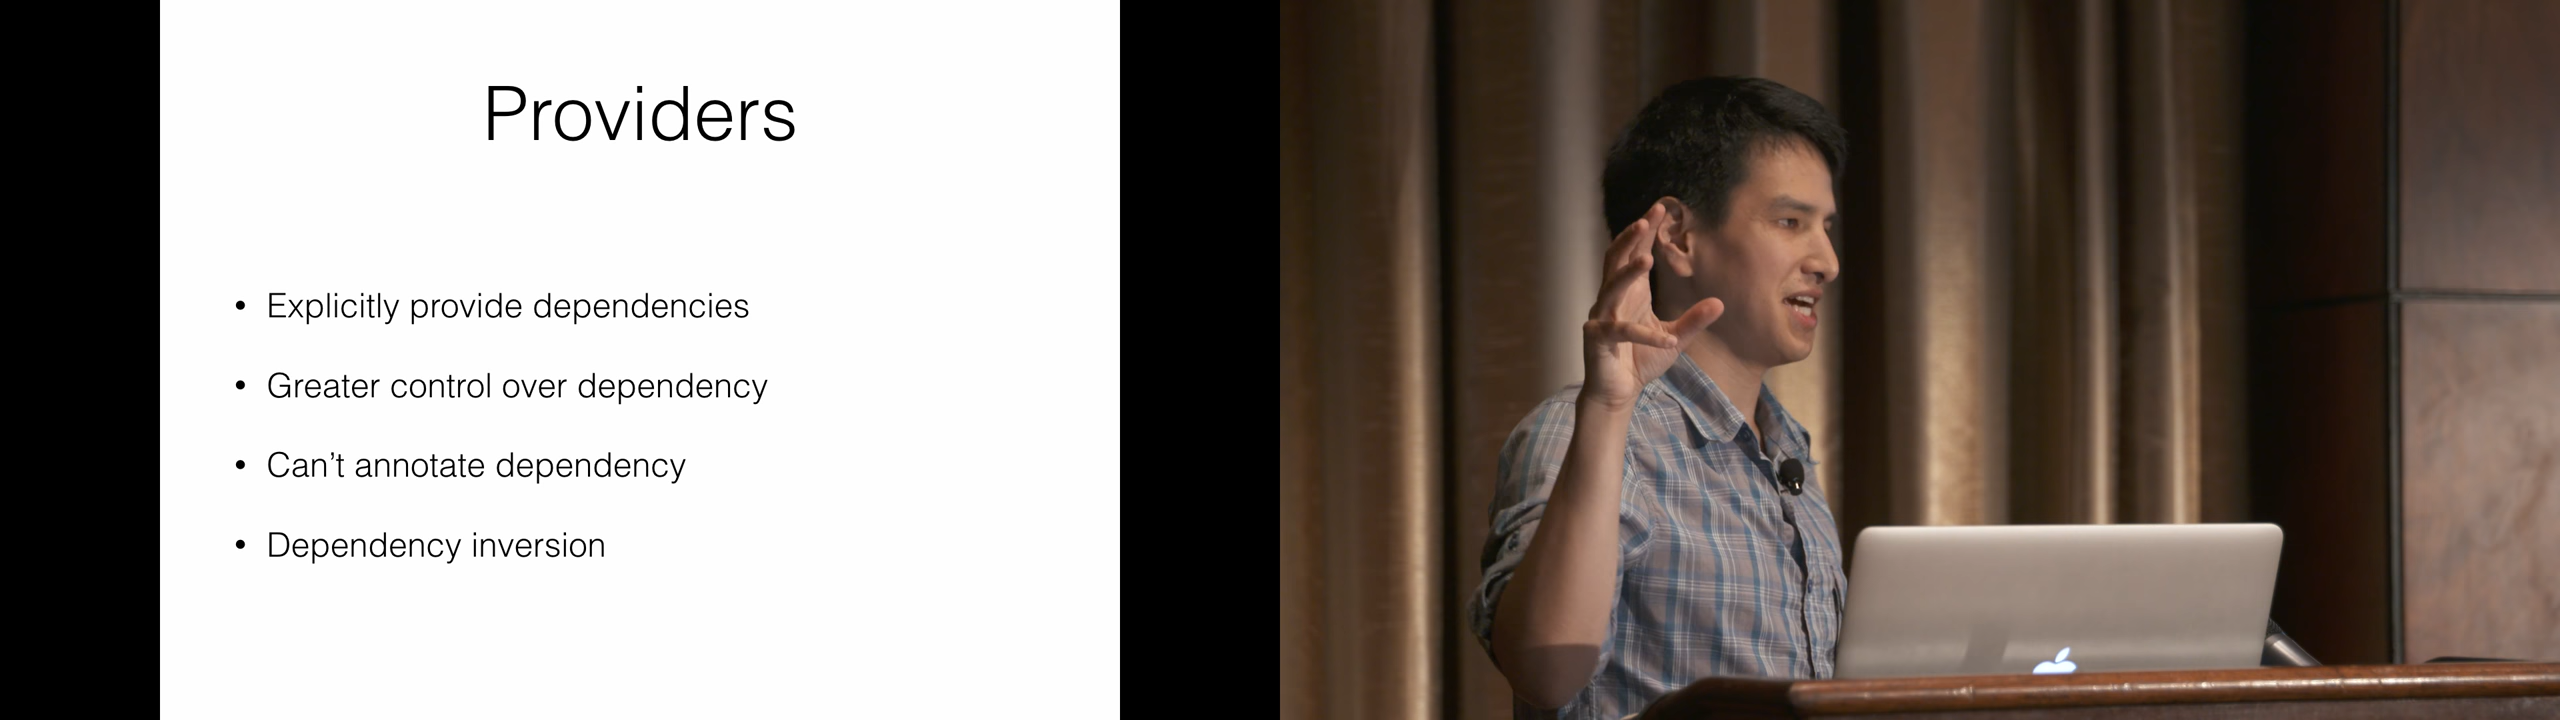 Providers
• Explicitly provide dependencies
• Greater control over dependency
• Can’t annotate dependency
• Dependency inversion